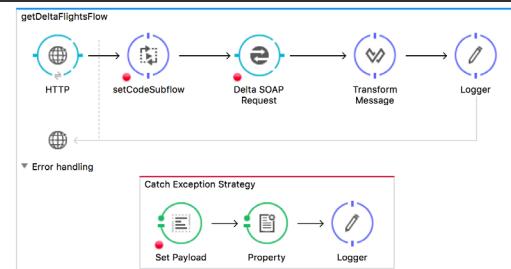 getDeltaFlightsFlow
HTTP
setCodeSubflow
Delta SOAP
Request
Transform
Message
Logger
Error handling
Catch Exception Strategy
Set Payload
Property
Logger